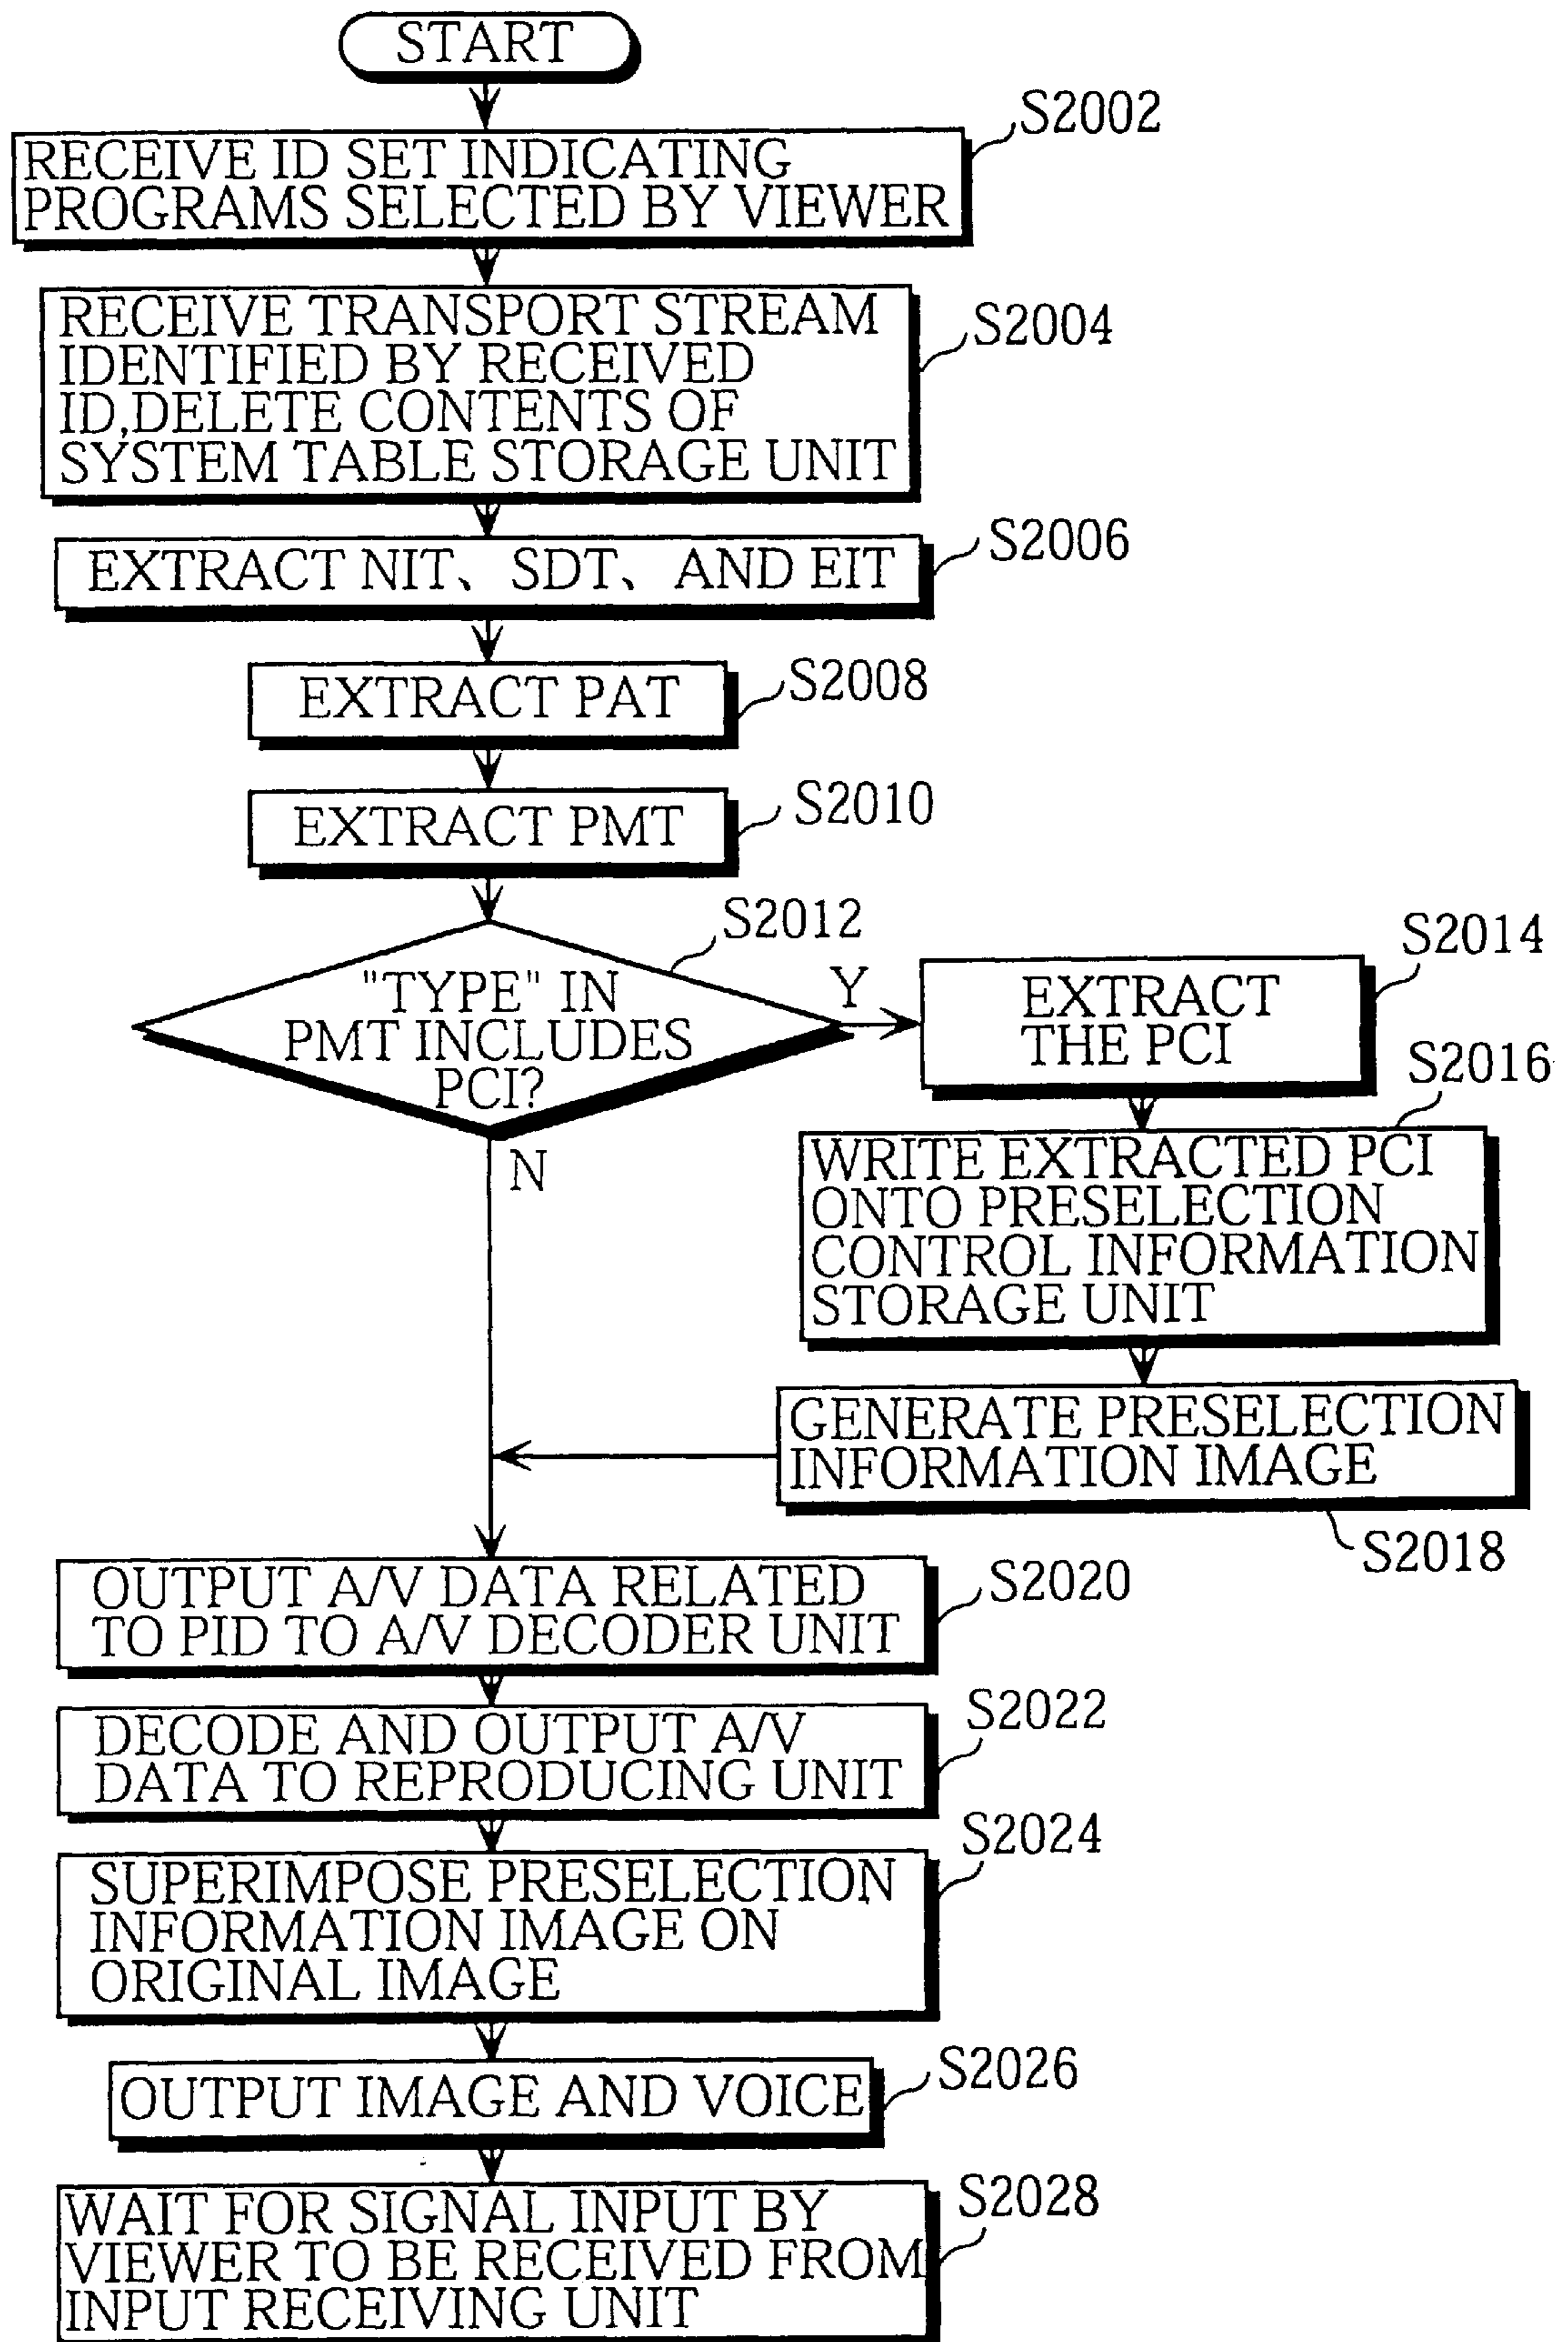 START
S2002
RECEIVE ID SET INDICATING
PROGRAMS SELECTED BY VIEWER
S2004
RECEIVE TRANSPORT STREAM
IDENTIFIED BY RECEIVED
ID,DELETE CONTENTS OF
SYSTEM TABLE STORAGE UNIT
S2006
EXTRACT NIT、SDT、AND EIT
S2008
EXTRACT PAT
S2010
EXTRACT PMT
S2012
"TYPE" IN
PMT INCLUDES
PCI?
Y
N
S2014
EXTRACT
THE PCI
S2016
WRITE EXTRACTED PCI
ONTO PRESELECTION
CONTROL INFORMATION
STORAGE UNIT
GENERATE PRESELECTION
INFORMATION IMAGE
S2018
S2020
OUTPUT A/V DATA RELATED
TO PID TO A/V DECODER UNIT
S2022
DECODE AND OUTPUT A/V
DATA TO REPRODUCING UNIT
S2024
SUPERIMPOSE PRESELECTION
INFORMATION IMAGE ON
ORIGINAL IMAGE
S2026
OUTPUT IMAGE AND VOICE
S2028
WAIT FOR SIGNAL INPUT BY
VIEWER TO BE RECEIVED FROM
INPUT RECEIVING UNIT